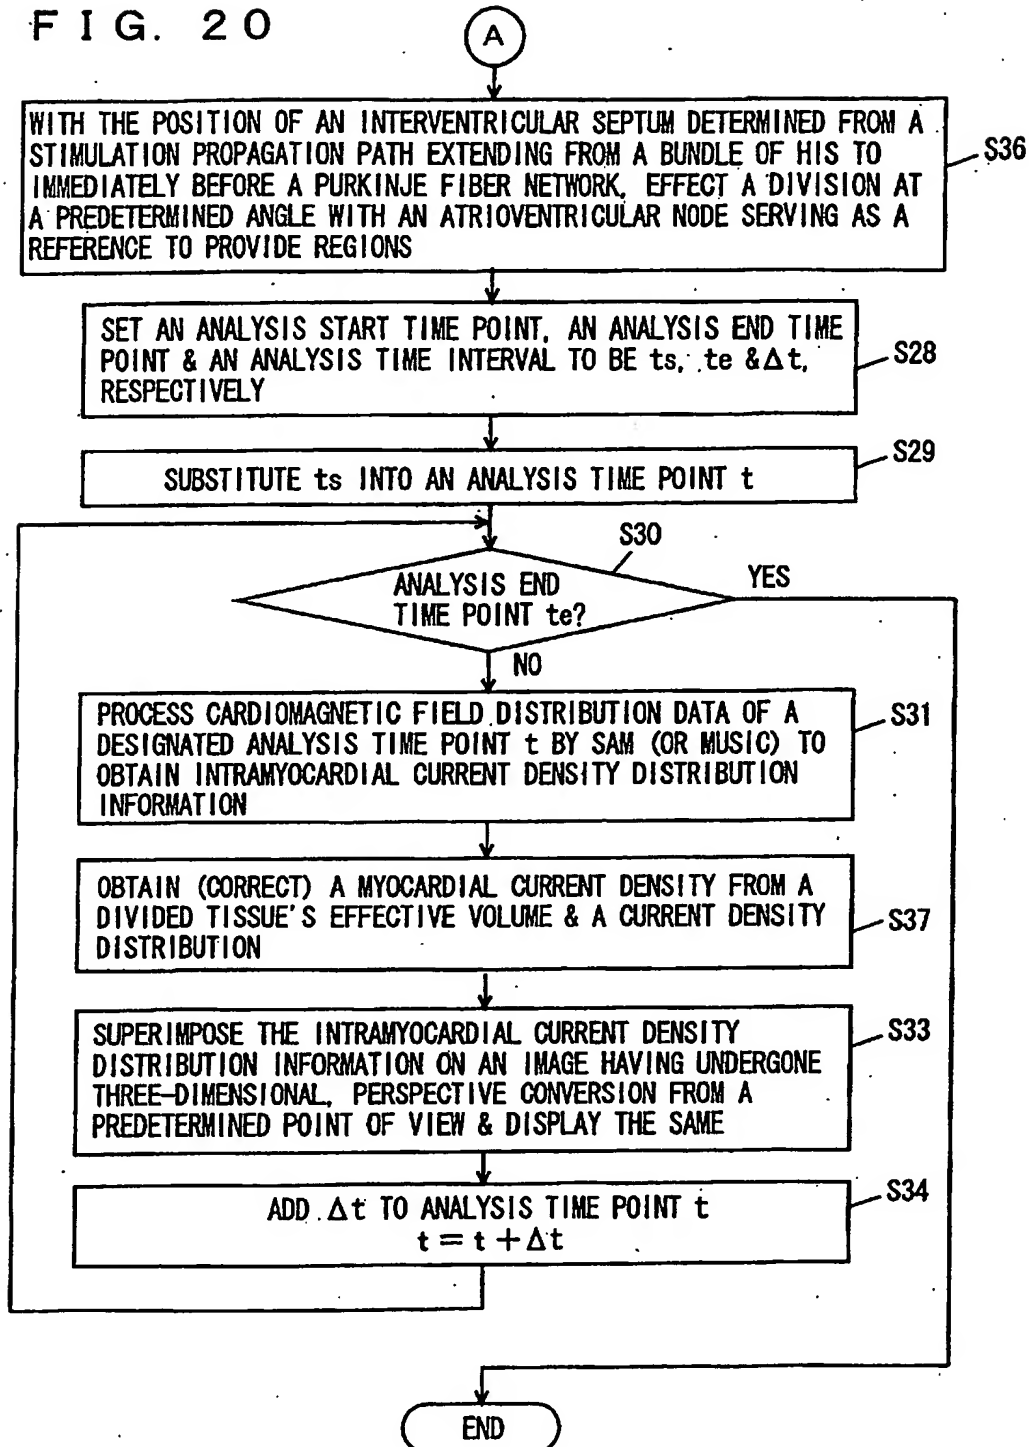 FIG. 20
A
WITH THE POSITION OF AN INTERVENTRICULAR SEPTUM DETERMINED FROM A
STIMULATION PROPAGATION PATH EXTENDING FROM A BUNDLE OF HIS TO
IMMEDIATELY BEFORE A PURKINJE FIBER NETWORK, EFFECT A DIVISION AT
A PREDETERMINED ANGLE WITH AN ATRIOVENTRICULAR NODE SERVING AS A
REFERENCE TO PROVIDE REGIONS
S36
SET AN ANALYSIS START TIME POINT, AN ANALYSIS END TIME
POINT & AN ANALYSIS TIME INTERVAL TO BE ts, te & Δt,
RESPECTIVELY
S28
SUBSTITUTE ts INTO AN ANALYSIS TIME POINT t
S29
S30
ANALYSIS END
TIME POINT te?
YES
NO
PROCESS CARDIOMAGNETIC FIELD DISTRIBUTION DATA OF A
DESIGNATED ANALYSIS TIME POINT t BY SAM (OR MUSIC) TO
OBTAIN INTRAMYOCARDIAL CURRENT DENSITY DISTRIBUTION
INFORMATION
S31
OBTAIN (CORRECT) A MYOCARDIAL CURRENT DENSITY FROM A
DIVIDED TISSUE'S EFFECTIVE VOLUME & A CURRENT DENSITY
DISTRIBUTION
S37
SUPERIMPOSE THE INTRAMYOCARDIAL CURRENT DENSITY
DISTRIBUTION INFORMATION ON AN IMAGE HAVING UNDERGONE
THREE-DIMENSIONAL, PERSPECTIVE CONVERSION FROM A
PREDETERMINED POINT OF VIEW & DISPLAY THE SAME
S33
ADD Δt TO ANALYSIS TIME POINT t
t = t + Δt
S34
END